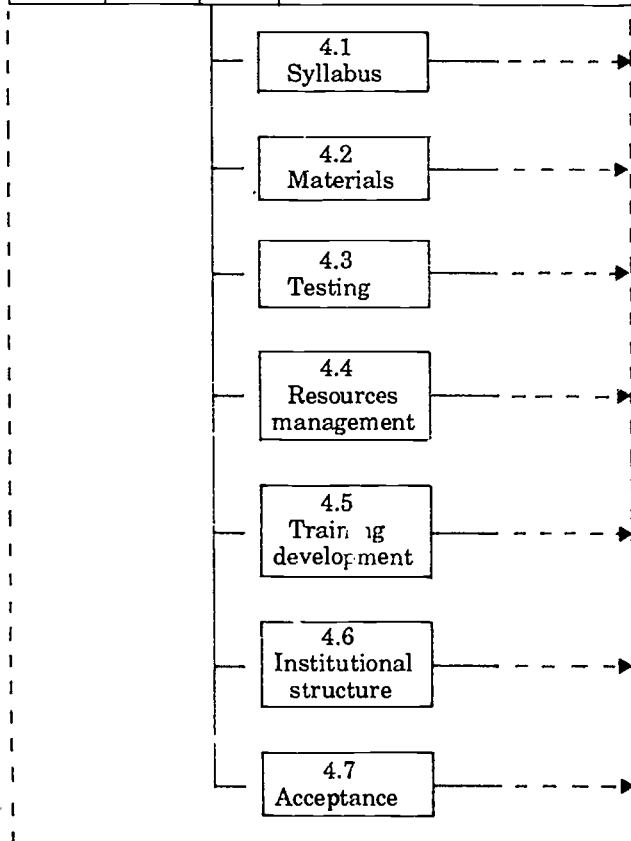 4.1
Syllabus
4.2
Materials
4.3
Testing
4.4
Resources
management
4.5
Training
development
4.6
Institutional
structure
4.7
Acceptance